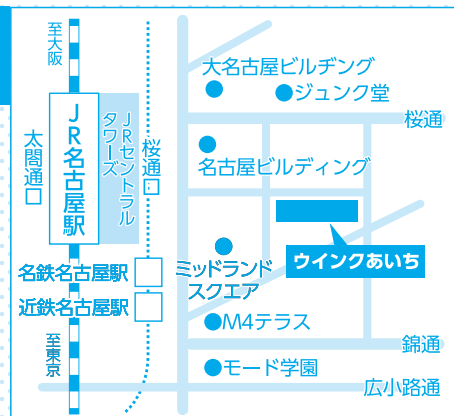 至大阪
大名古屋ビルヂング
ジュンク堂
桜通
JR名古屋駅
JRセントラル
タワーズ
太閤通口
桜通口
名古屋ビルディング
ウインクあいち
名鉄名古屋駅
ミッドランド
スクエア
近鉄名古屋駅
M4テラス
至東京
錦通
モード学園
広小路通